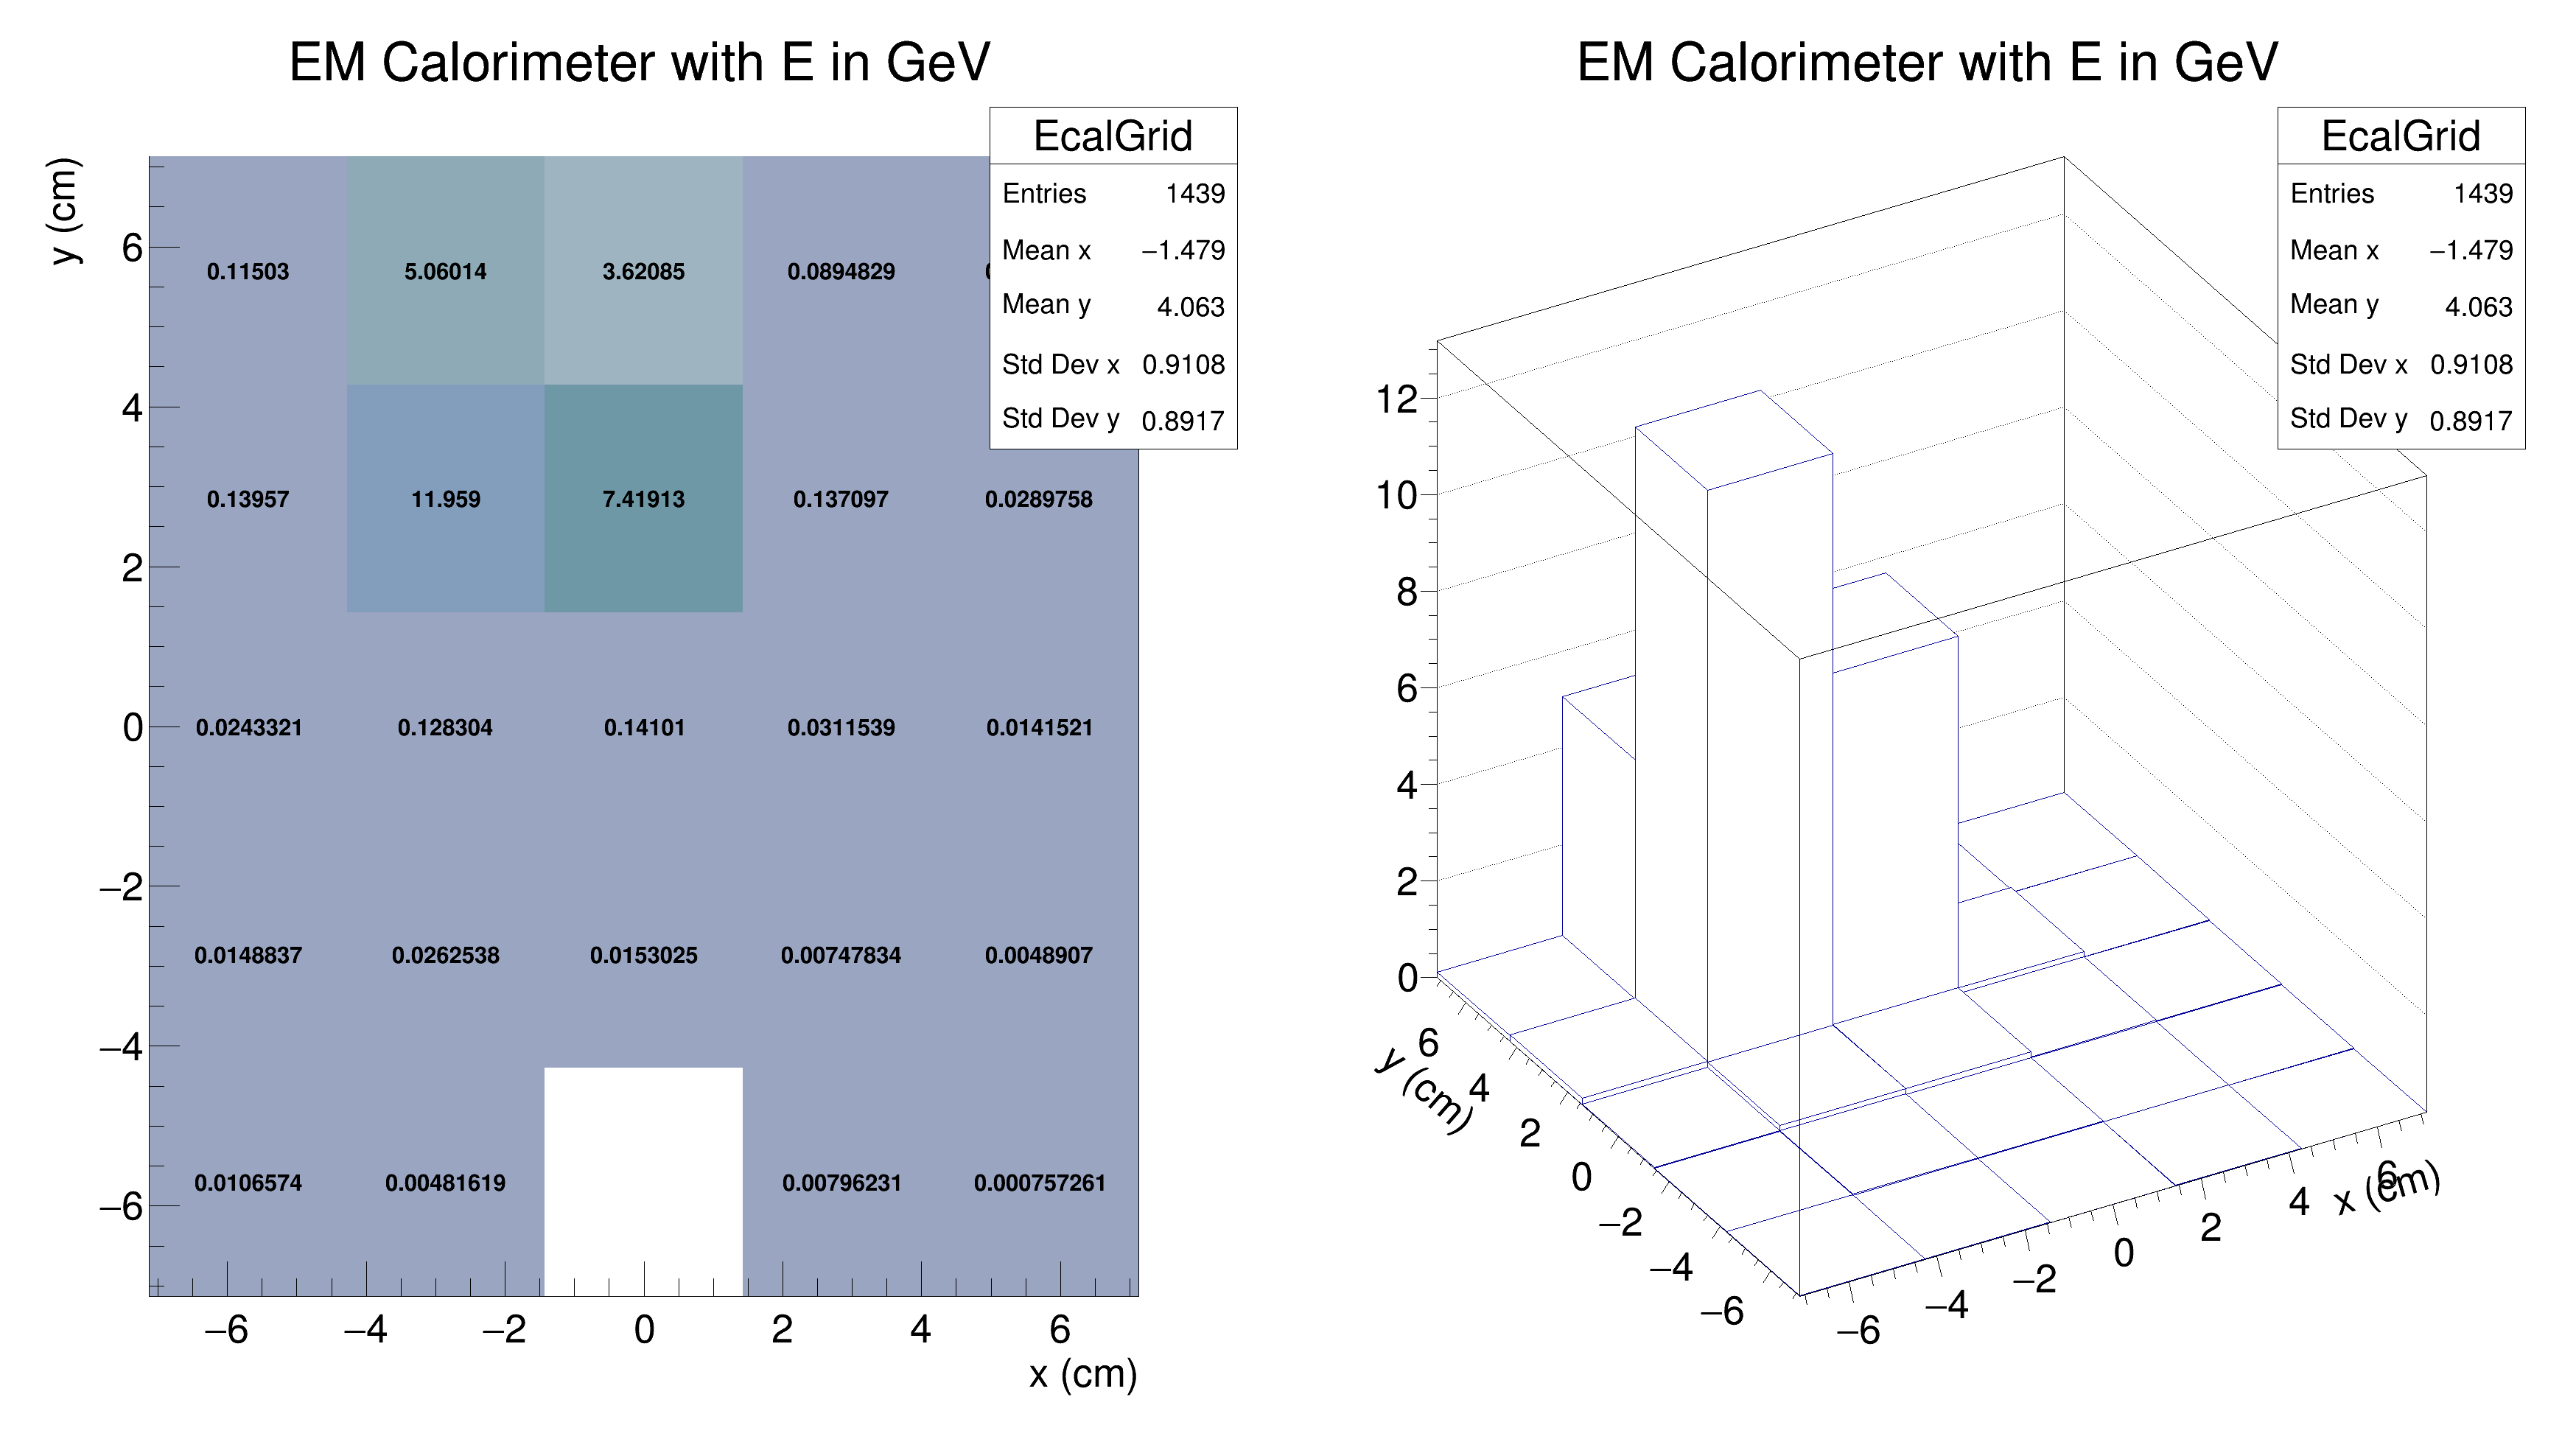 EM Calorimeter with E in GeV
EcalGrid
Entries 1439
Mean x −1.479
Mean y 4.063
Std Dev x 0.9108
Std Dev y 0.8917
y (cm)
6
4
2
0
−2
−4
−6
0.11503 5.06014 3.62085 0.0894829
0.13957 11.959 7.41913 0.137097 0.0289758
0.0243321 0.128304 0.14101 0.0311539 0.0141521
0.0148837 0.0262538 0.0153025 0.00747834 0.0048907
0.0106574 0.00481619 0.00796231 0.000757261
−6 −4 −2 0 2 4 6
x (cm)
EM Calorimeter with E in GeV
EcalGrid
Entries 1439
Mean x −1.479
Mean y 4.063
Std Dev x 0.9108
Std Dev y 0.8917
12
10
8
6
4
2
0
6
4
2
0
−2
−4
−6
y (cm)
−6
−4
−2
0
2
4
6
x (cm)